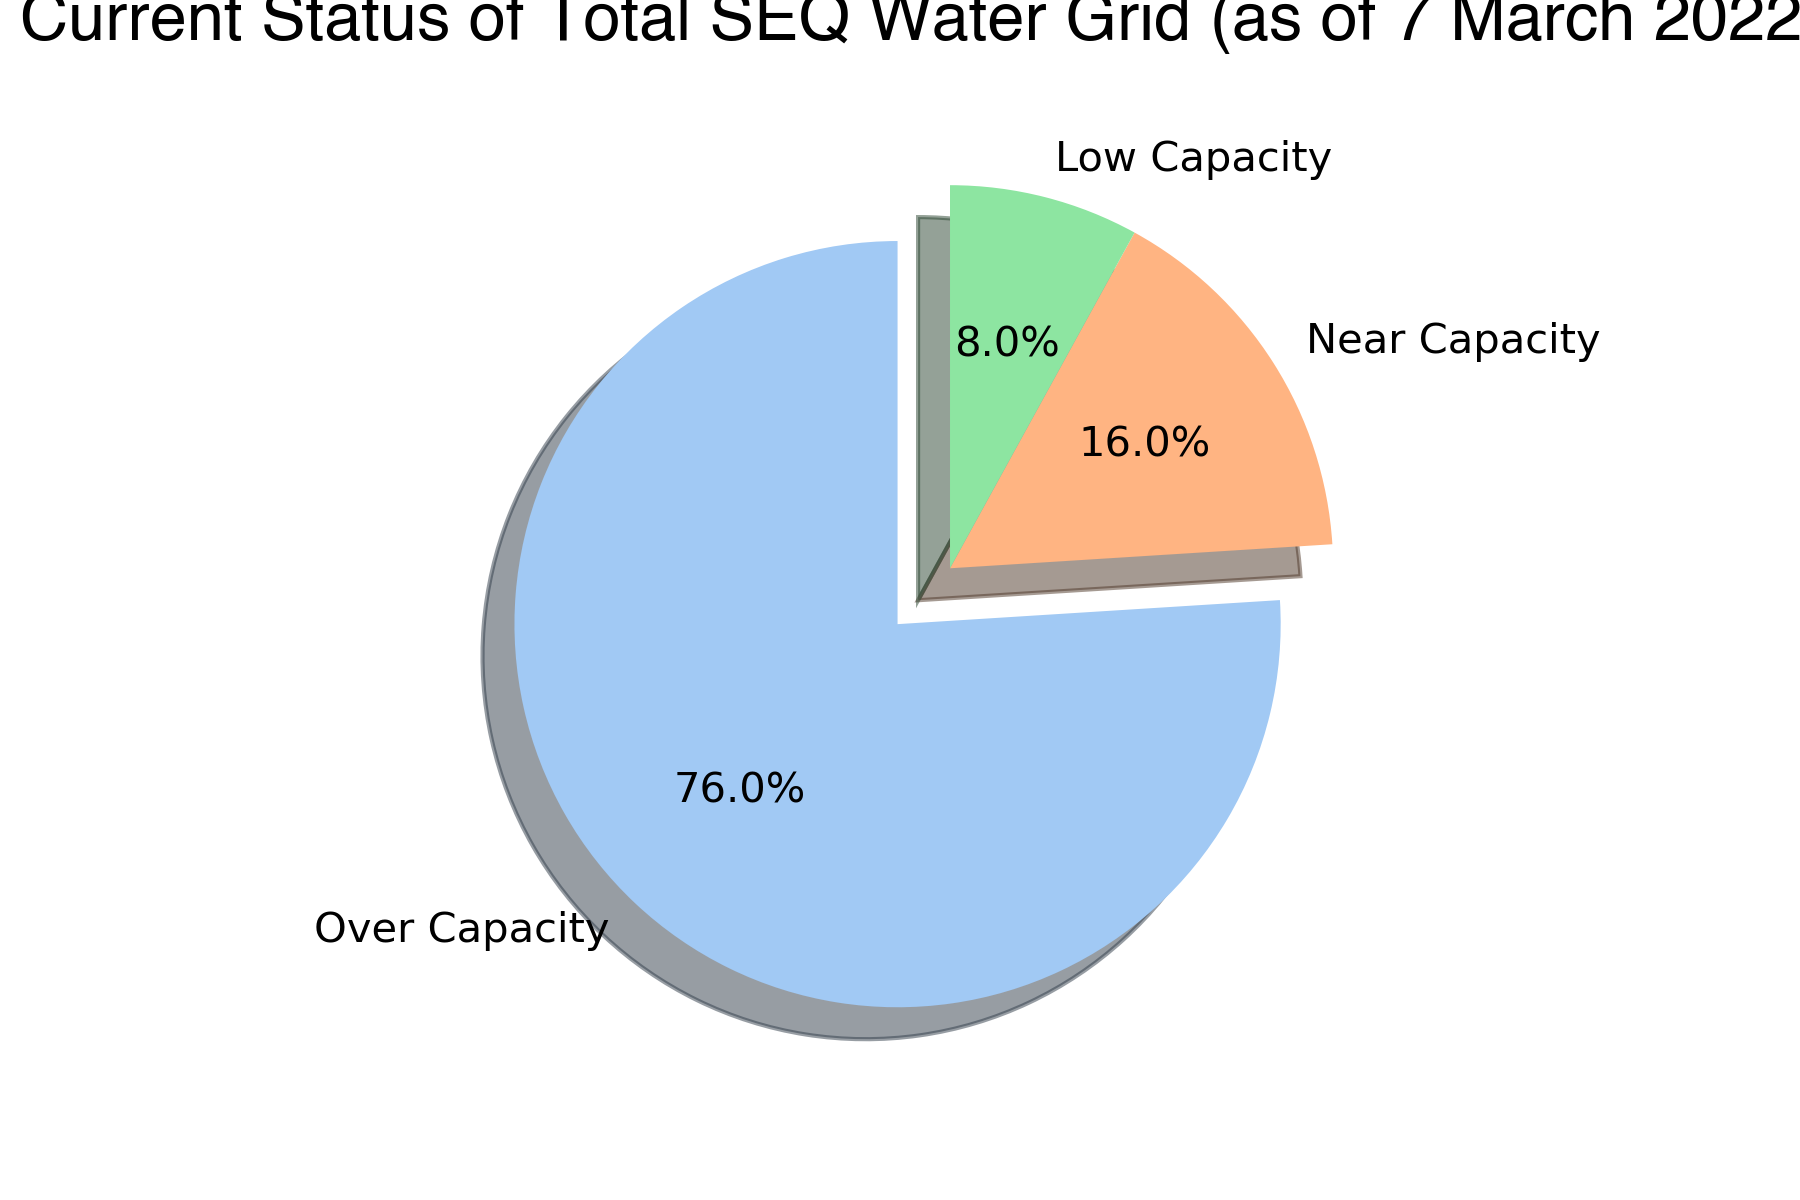 Current Status of Total SEQ Water Grid (as of 7 March 2022
Low Capacity
Near Capacity
8.0%
16.0%
76.0%
Over Capacity